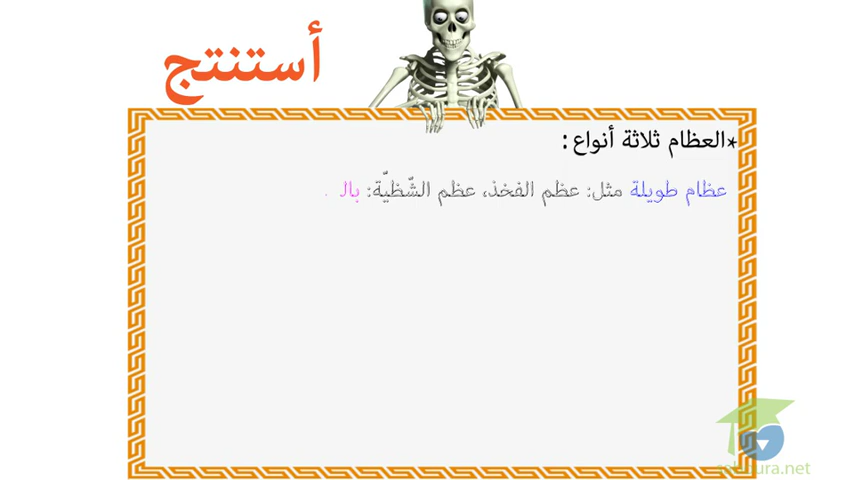 أستنتج
*العظام ثلاثة أنواع:
عظام طويلة مثل: عظم الفخذ، عظم الشّظيّة: بال